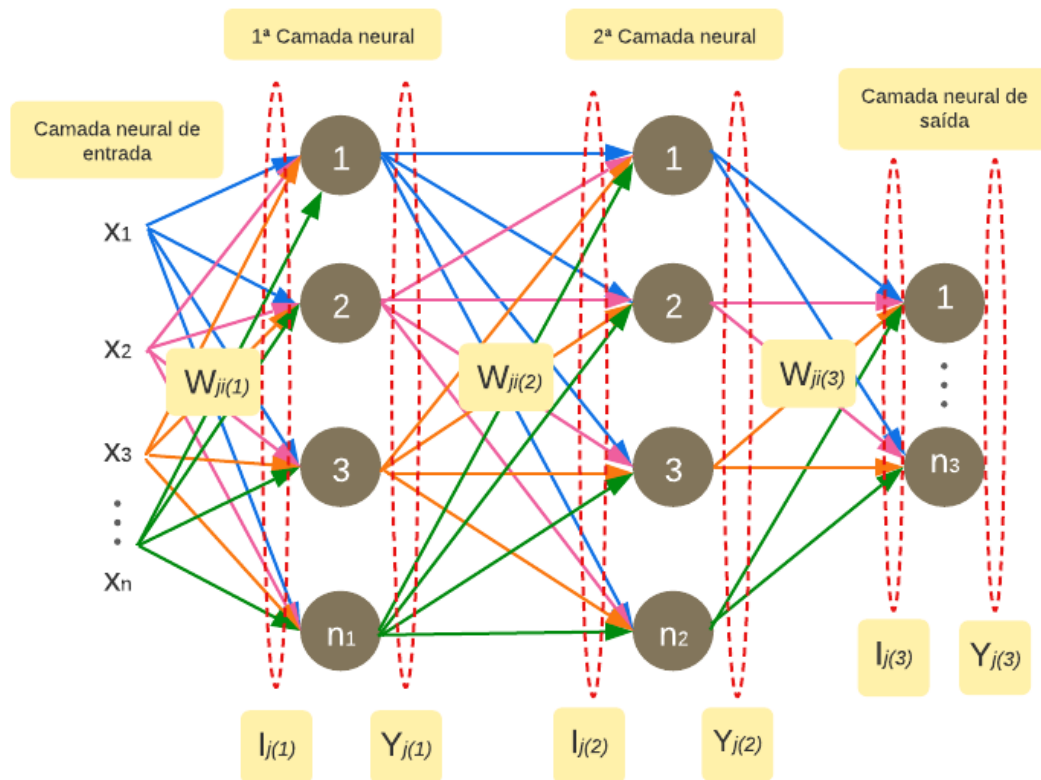 1ª Camada neural
2ª Camada neural
Camada neural de
saída
Camada neural de
entrada
1
1
X1
2
2
1
X2
Wji(1)
Wji(2)
Wji(3)
X3
3
3
n3
Xn
n1
n2
Ij(3)
Yj(3)
Ij(1)
Yj(1)
Ij(2)
Yj(2)